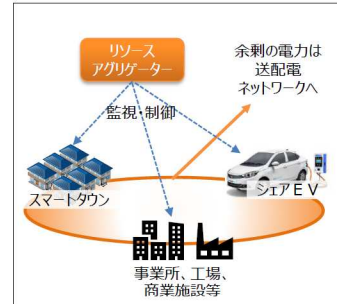 リソース
アグリゲーター
余剰の電力は
送配電
ネットワークへ
監視・制御
スマートタウン
シェアEV
事業所、工場、
商業施設等